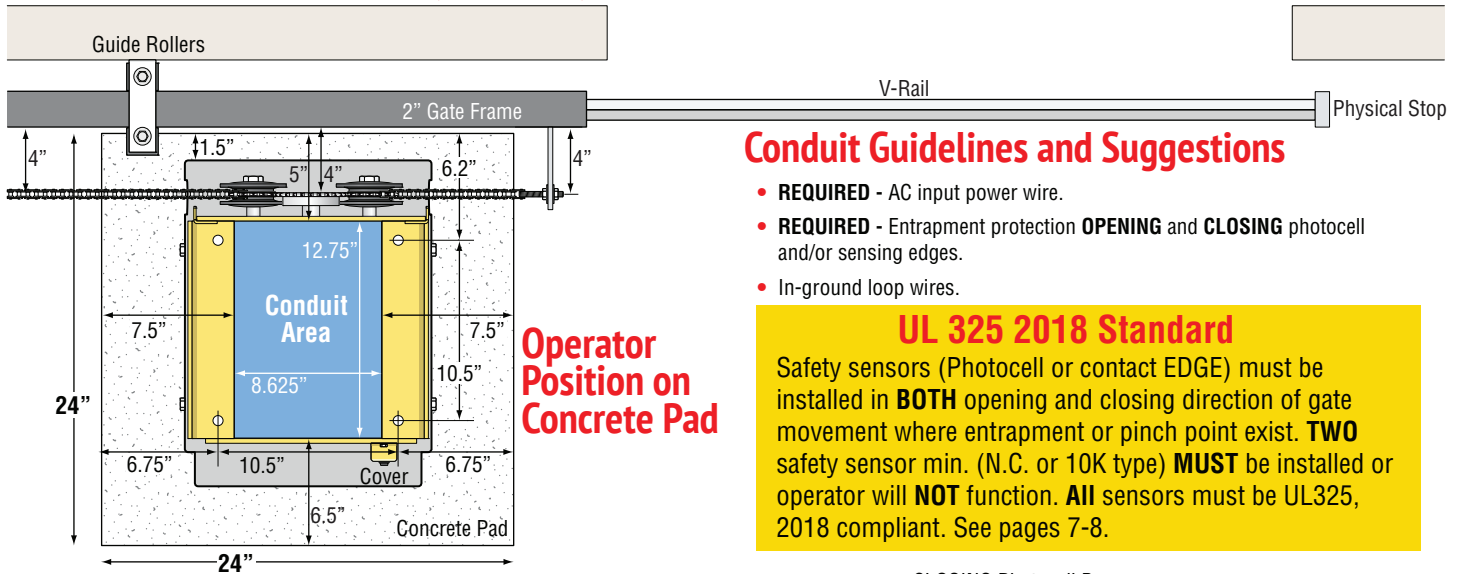 Guide Rollers
V-Rail
2” Gate Frame
Physical Stop
4”
1.5”
5”
4”
6.2”
4”
12.75”
Conduit
Area
7.5”
7.5”
8.625”
10.5”
24”
6.75”
10.5”
6.75”
Cover
6.5”
Concrete Pad
24”
Operator
Position on
Concrete Pad
Conduit Guidelines and Suggestions
• REQUIRED - AC input power wire.
• REQUIRED - Entrapment protection OPENING and CLOSING photocell
and/or sensing edges.
• In-ground loop wires.
UL 325 2018 Standard
Safety sensors (Photocell or contact EDGE) must be
installed in BOTH opening and closing direction of gate
movement where entrapment or pinch point exist. TWO
safety sensor min. (N.C. or 10K type) MUST be installed or
operator will NOT function. All sensors must be UL325,
2018 compliant. See pages 7-8.